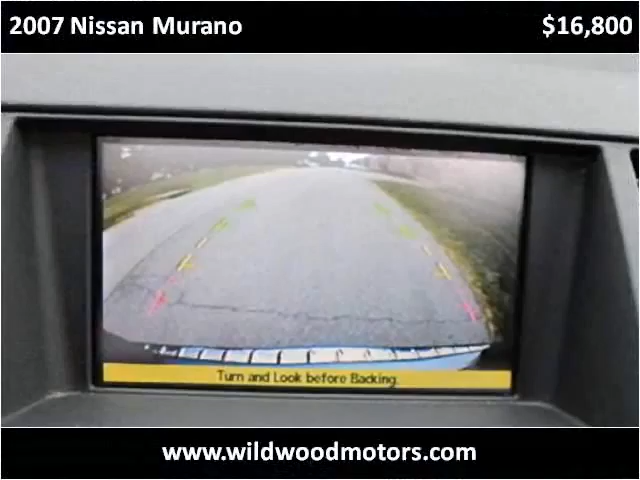 2007 Nissan Murano $16,800
Turn and Look before Backing.
www.wildwoodmotors.com